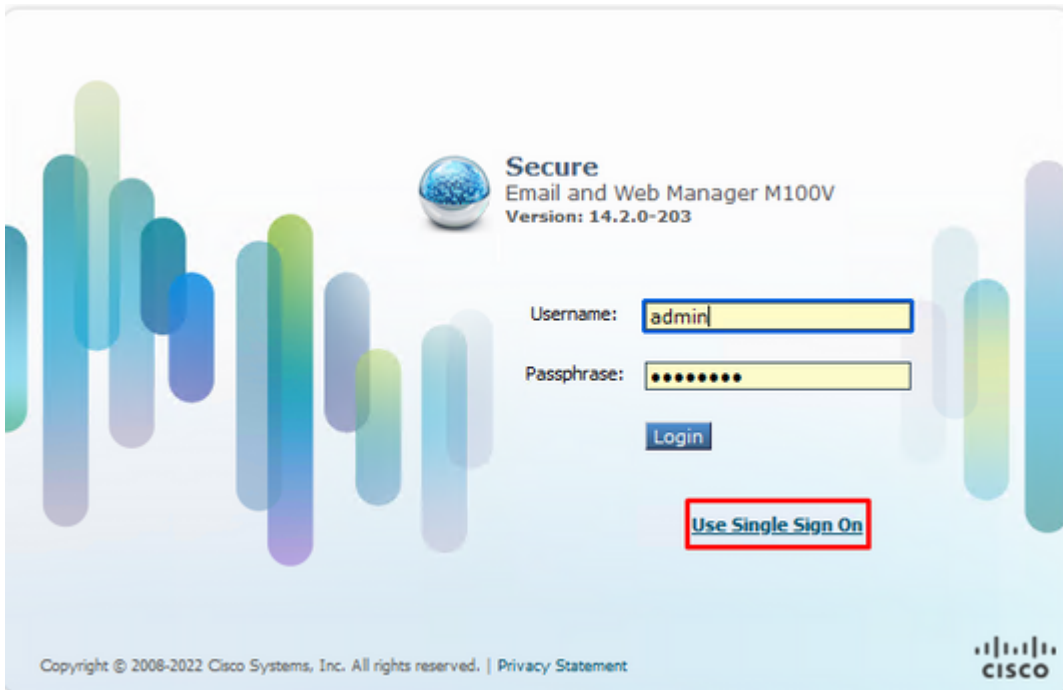 Secure
Email and Web Manager M100V
Version: 14.2.0-203
Username: admin
Passphrase: ••••••••
Login
Use Single Sign On
Copyright © 2008-2022 Cisco Systems, Inc. All rights reserved. | Privacy Statement
CISCO